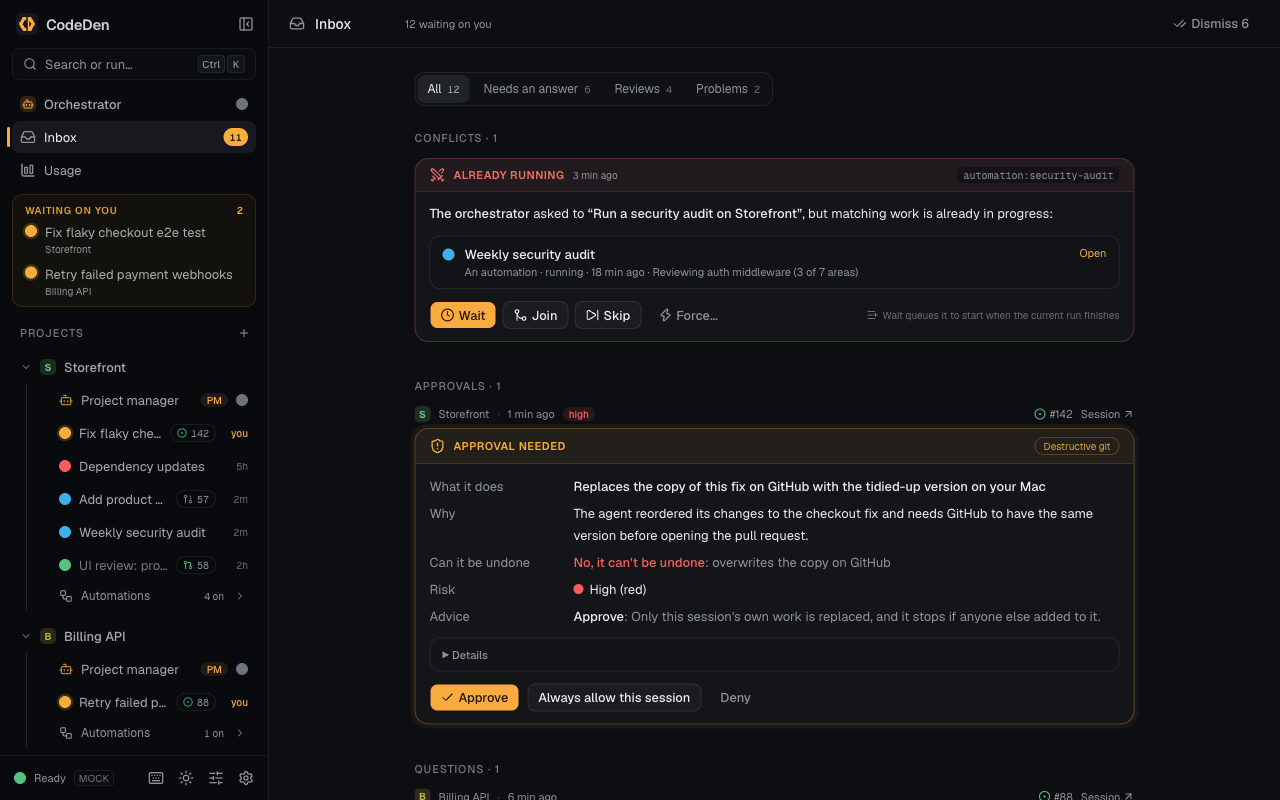 CodeDen
Search or run… Ctrl K
Orchestrator
Inbox 11
Usage
WAITING ON YOU 2
Fix flaky checkout e2e test
Storefront
Retry failed payment webhooks
Billing API
PROJECTS
S Storefront
Project manager PM
Fix flaky che… 142 you
Dependency updates 5h
Add product … 57 2m
Weekly security audit 2m
UI review: pro… 58 2h
Automations 4 on
B Billing API
Project manager PM
Retry failed p… 88 you
Automations 1 on
Ready MOCK
Inbox 12 waiting on you Dismiss 6
All 12 Needs an answer 6 Reviews 4 Problems 2
CONFLICTS · 1
ALREADY RUNNING 3 min ago automation:security-audit
The orchestrator asked to “Run a security audit on Storefront”, but matching work is already in progress:
Weekly security audit Open
An automation · running · 18 min ago · Reviewing auth middleware (3 of 7 areas)
Wait Join Skip Force… Wait queues it to start when the current run finishes
APPROVALS · 1
S Storefront · 1 min ago high #142 Session
APPROVAL NEEDED Destructive git
What it does Replaces the copy of this fix on GitHub with the tidied-up version on your Mac
Why The agent reordered its changes to the checkout fix and needs GitHub to have the same
version before opening the pull request.
Can it be undone No, it can't be undone: overwrites the copy on GitHub
Risk High (red)
Advice Approve: Only this session's own work is replaced, and it stops if anyone else added to it.
Details
Approve Always allow this session Deny
QUESTIONS · 1
B Billing API · 6 min ago #88 Session